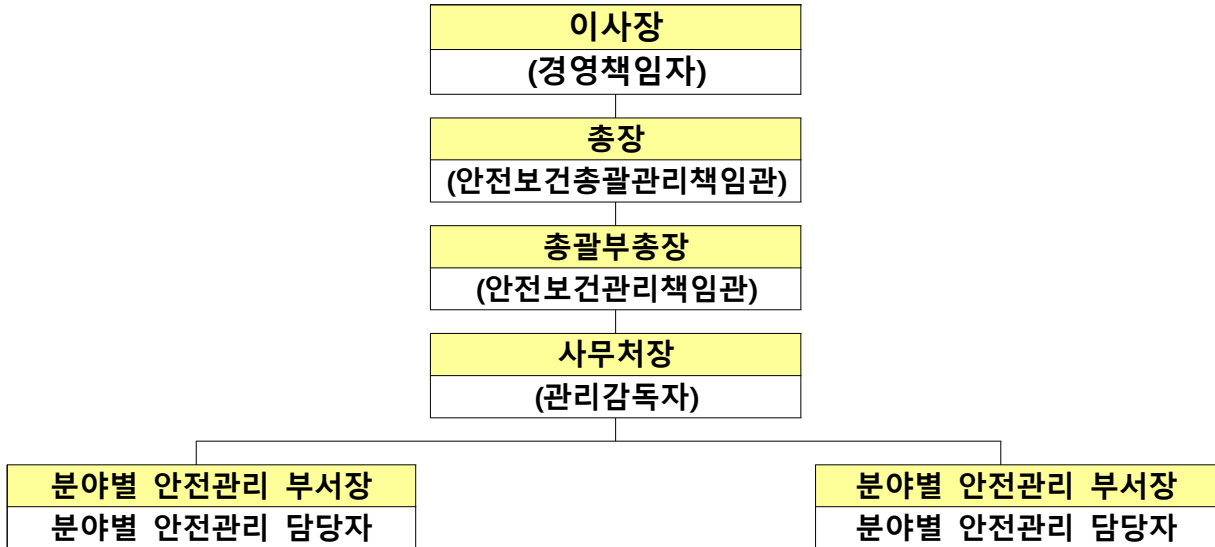 이사장
(경영책임자)
총장
(안전보건총괄관리책임관)
총괄부총장
(안전보건관리책임관)
사무처장
(관리감독자)
분야별 안전관리 부서장
분야별 안전관리 담당자
분야별 안전관리 부서장
분야별 안전관리 담당자